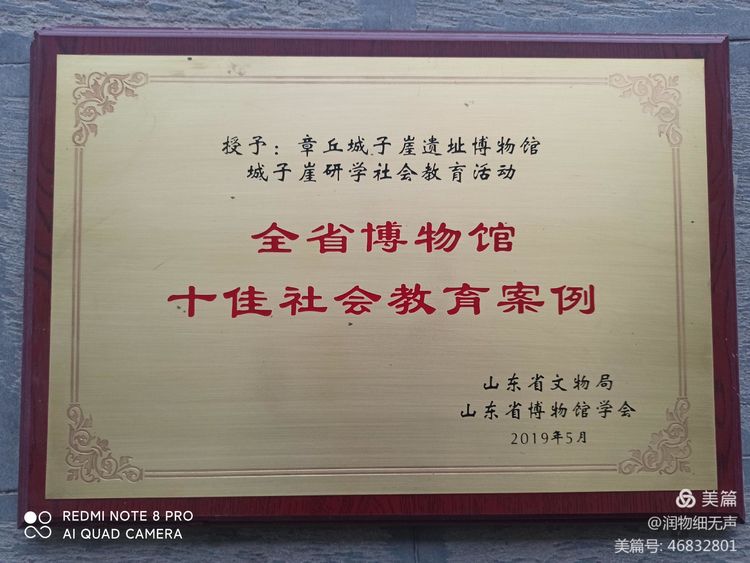 授予：章丘城子崖遗址博物馆
城子崖研学社会教育活动
全省博物馆
十佳社会教育案例
山东省文物局
山东省博物馆学会
2019年5月
REDMI NOTE 8 PRO
AI QUAD CAMERA
美篇
@润物细无声
美篇号: 46832801